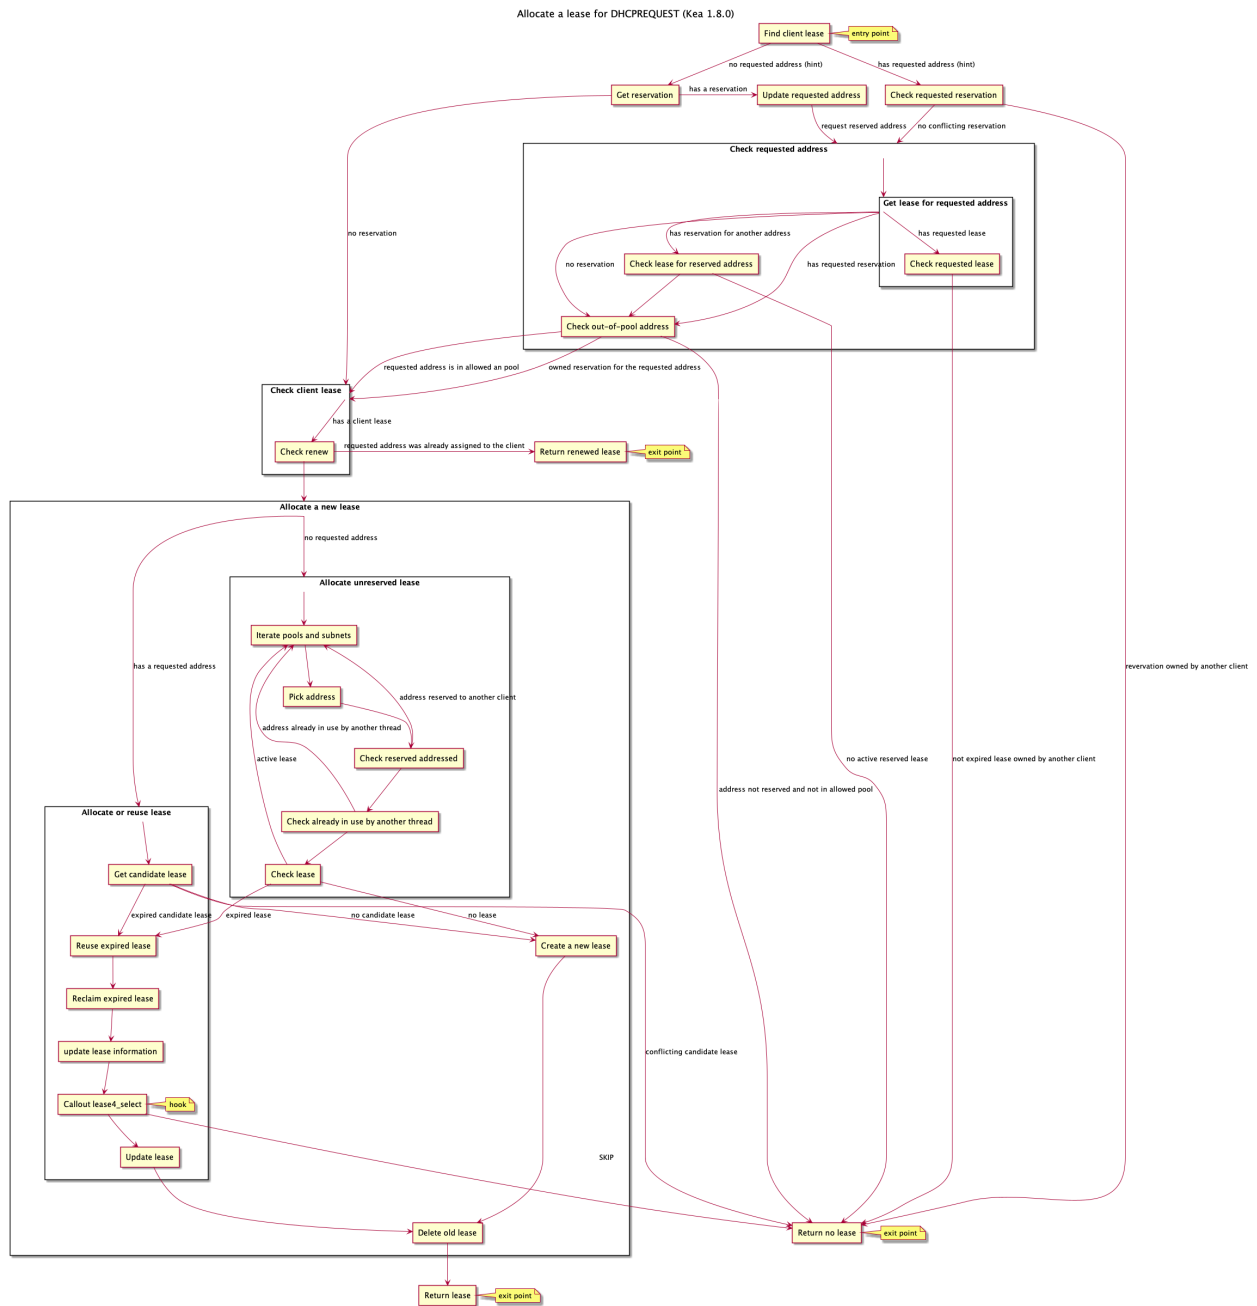 Allocate a lease for DHCPREQUEST (Kea 1.8.0)
Find client lease
entry point
no requested address (hint)
has requested address (hint)
Get reservation
has a reservation
Update requested address
Check requested reservation
request reserved address
no conflicting reservation
Check requested address
Get lease for requested address
no reservation
has reservation for another address
has requested lease
Check lease for reserved address
has requested reservation
Check requested lease
no reservation
Check out-of-pool address
requested address is in allowed an pool
owned reservation for the requested address
Check client lease
has a client lease
Check renew
requested address was already assigned to the client
Return renewed lease
exit point
Allocate a new lease
no requested address
Allocate unreserved lease
Iterate pools and subnets
has a requested address
revervation owned by another client
Pick address
address reserved to another client
address already in use by another thread
active lease
Check reserved addressed
no active reserved lease
not expired lease owned by another client
address not reserved and not in allowed pool
Allocate or reuse lease
Check already in use by another thread
Get candidate lease
Check lease
expired candidate lease
expired lease
no candidate lease
no lease
Reuse expired lease
Create a new lease
Reclaim expired lease
update lease information
conflicting candidate lease
Callout lease4_select
hook
Update lease
SKIP
Delete old lease
Return no lease
exit point
Return lease
exit point